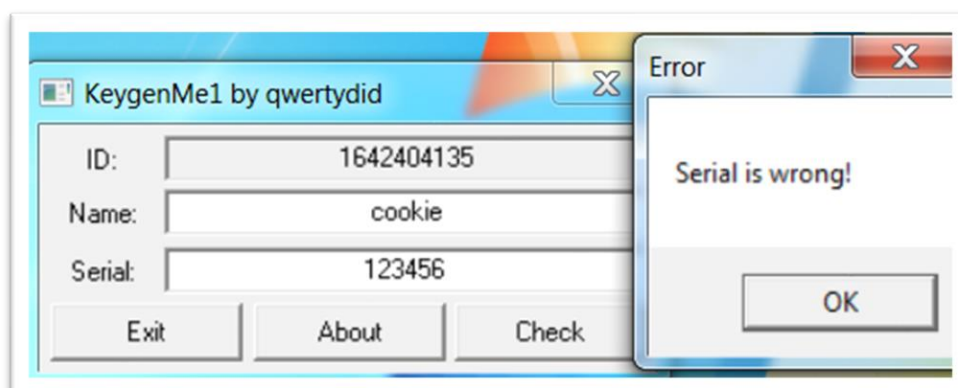 KeygenMe1 by qwertydid
ID: 1642404135
Name: cookie
Serial: 123456
Exit About Check
Error
Serial is wrong!
OK